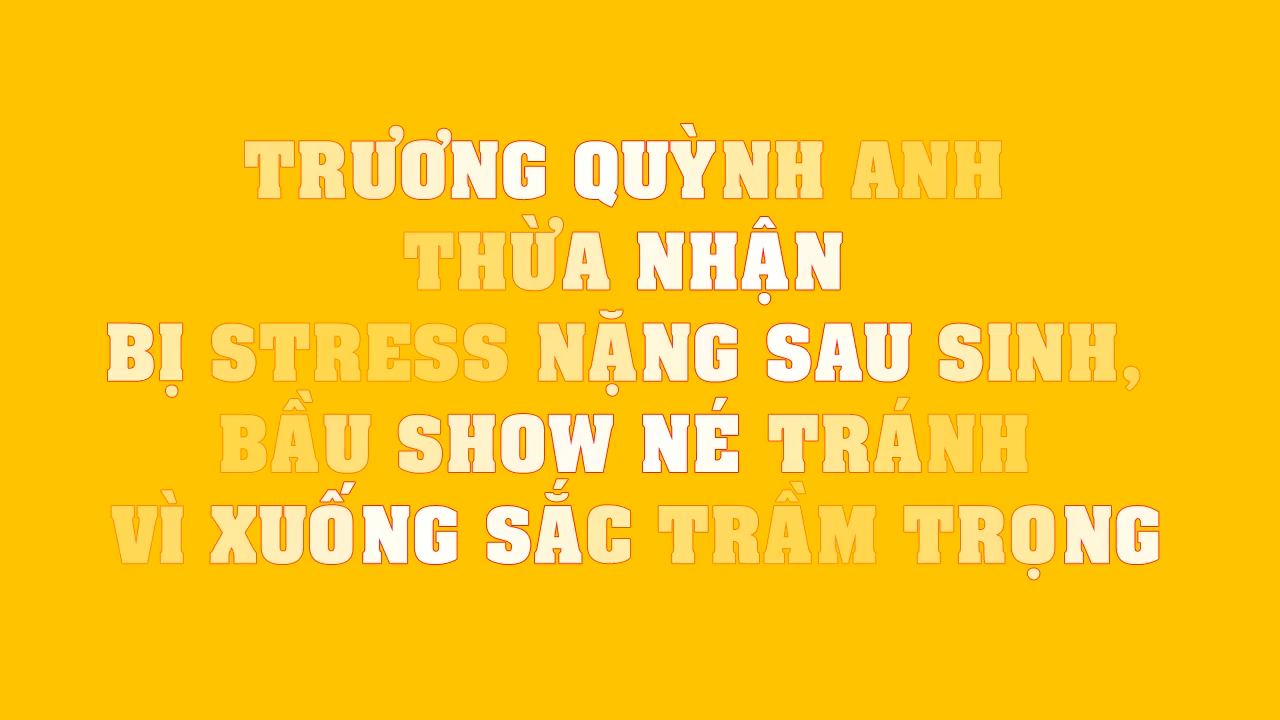 TRƯƠNG QUỲNH ANH
THỪA NHẬN
BỊ STRESS NẶNG SAU SINH,
BẦU SHOW NÉ TRÁNH
VÌ XUỐNG SẮC TRẦM TRỌNG